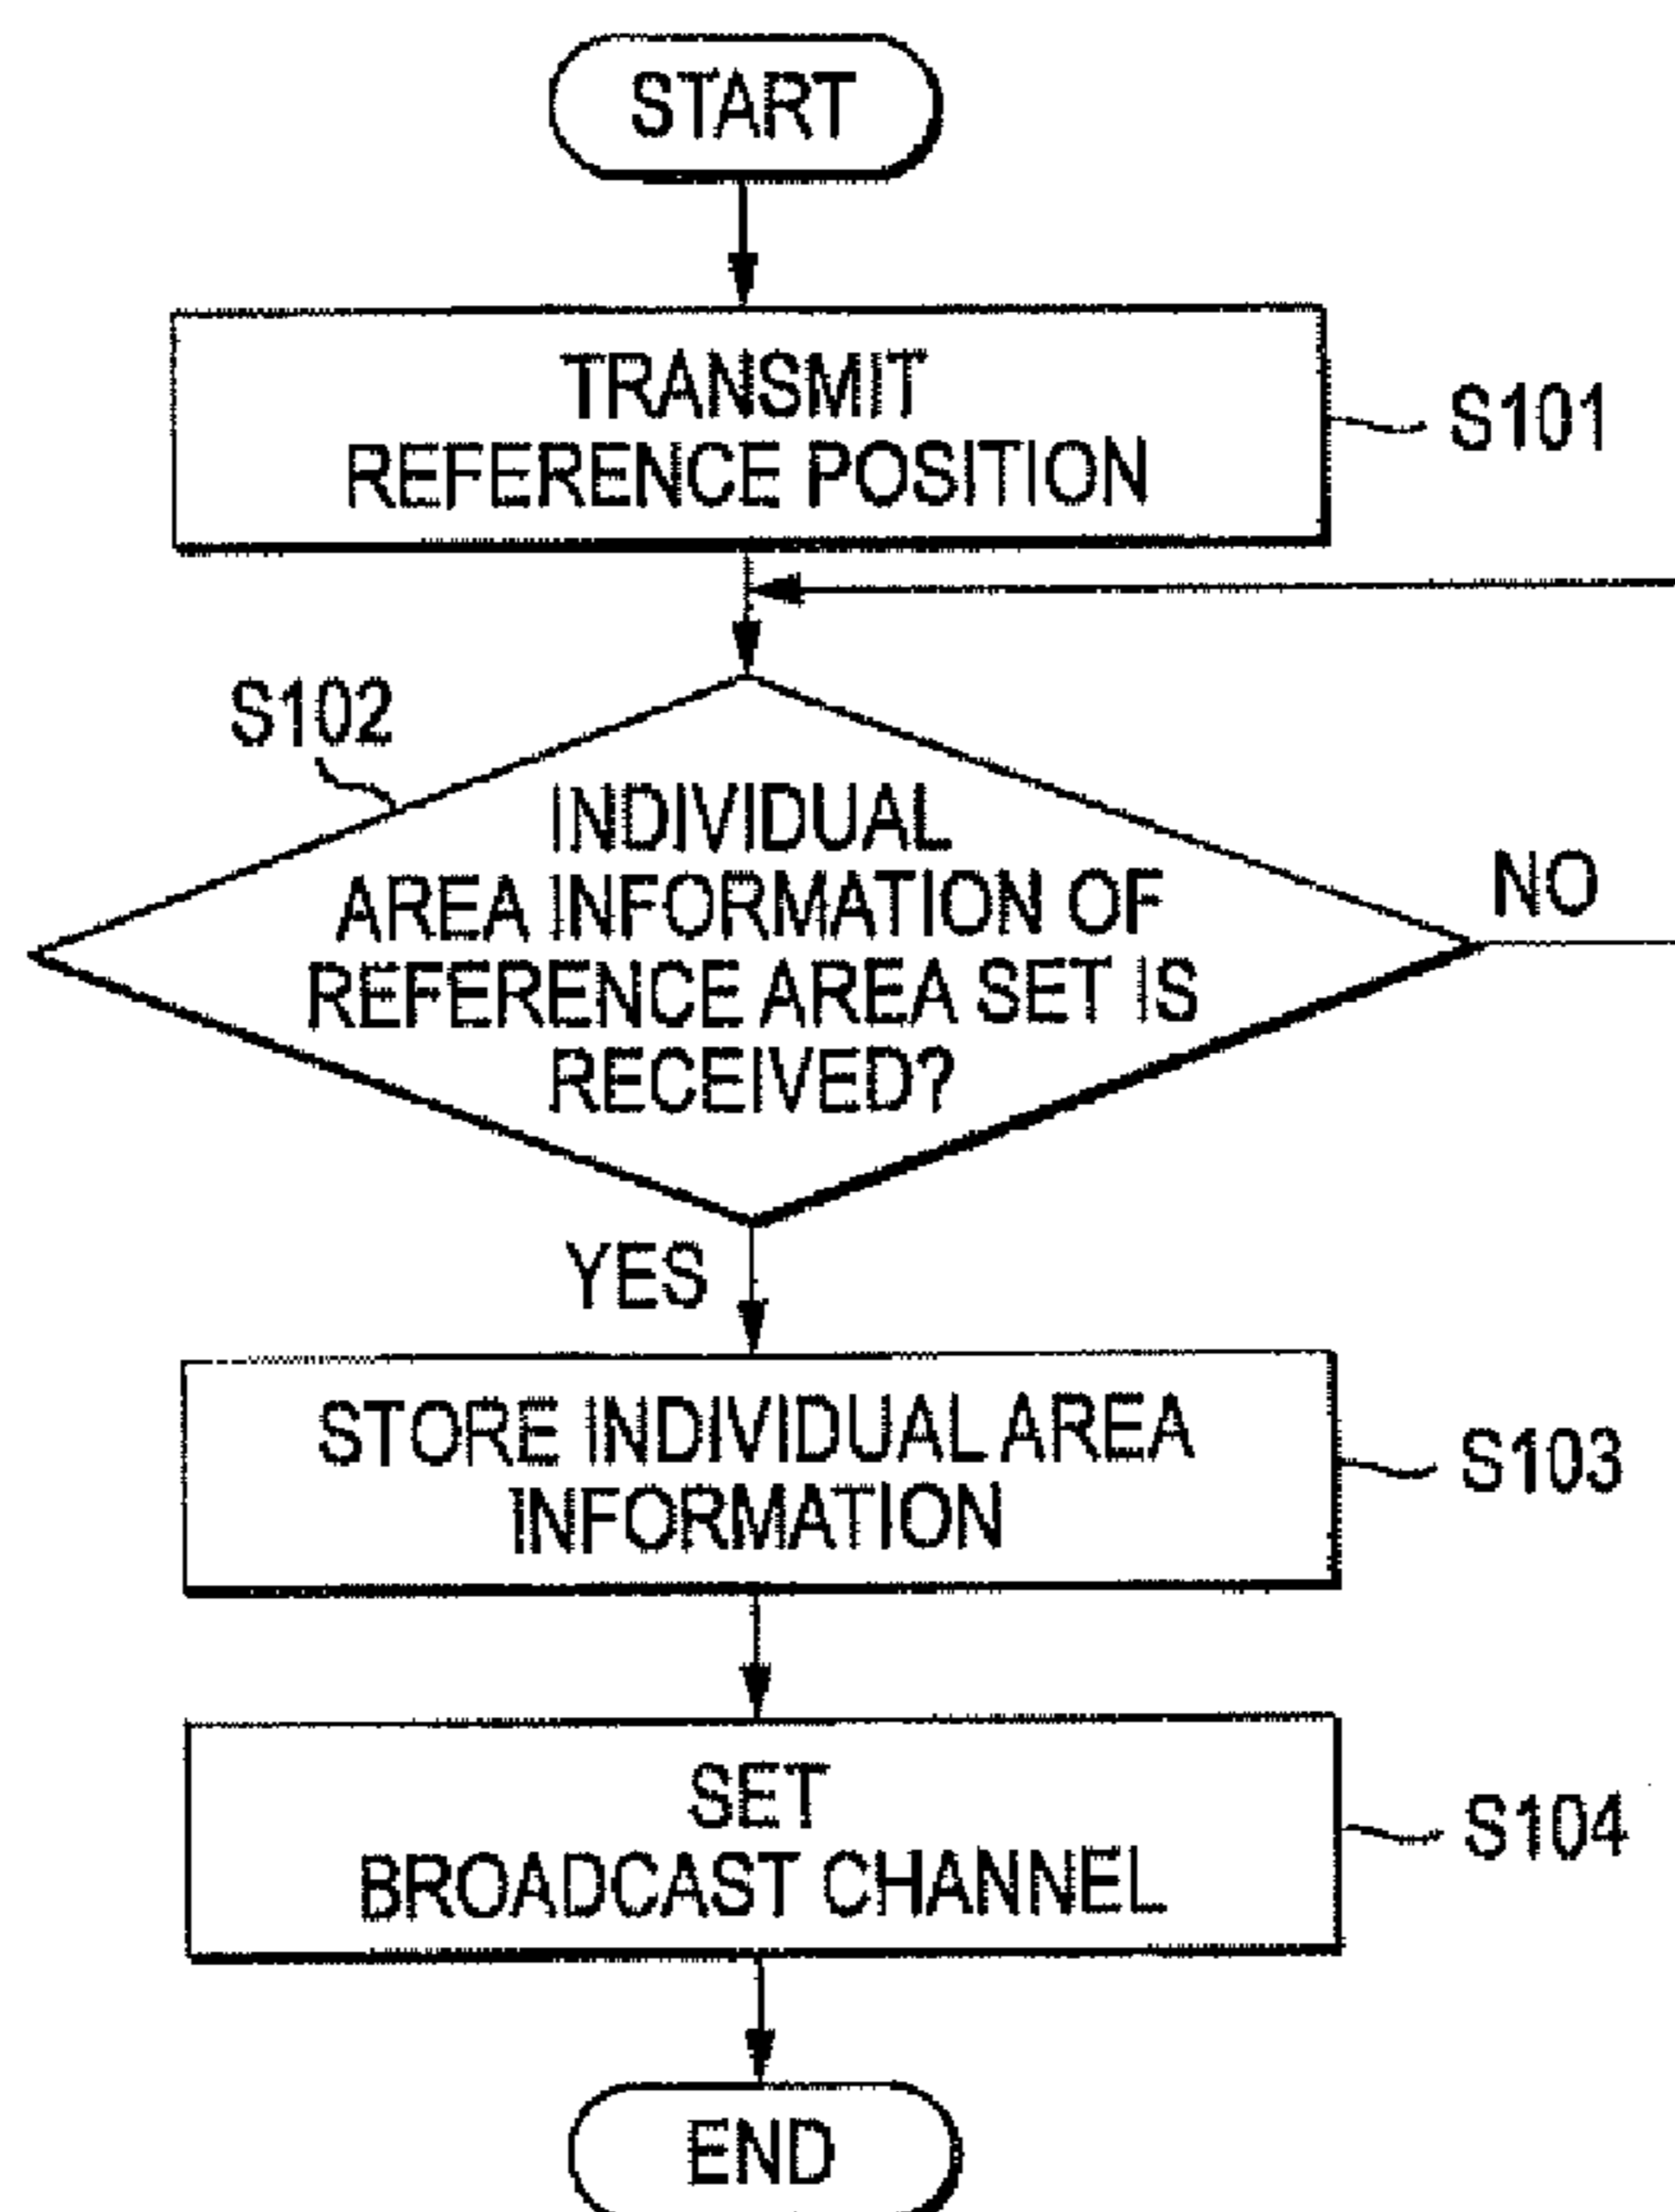 START
TRANSMIT
REFERENCE POSITION
S101
S102
INDIVIDUAL
AREA INFORMATION OF
REFERENCE AREA SET IS
RECEIVED?
NO
YES
STORE INDIVIDUAL AREA
INFORMATION
S103
SET
BROADCAST CHANNEL
S104
END